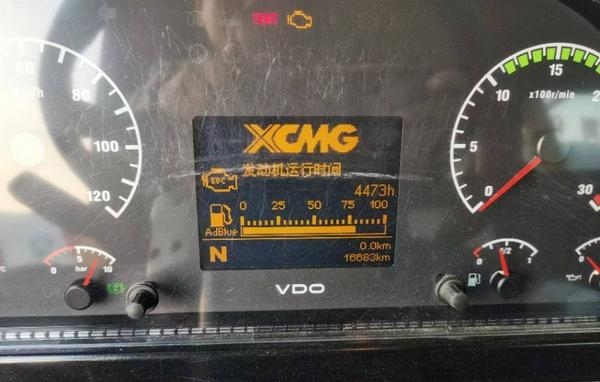 TEXT
60
80
100
120
km/h
XCMG
发动机运行时间
EPC
4473h
0 25 50 75 100
AdBlue
N
0.0km
16683km
VDO
0 5 10
bar
0 5 10 15
x100r/min
30
0 1/2 1